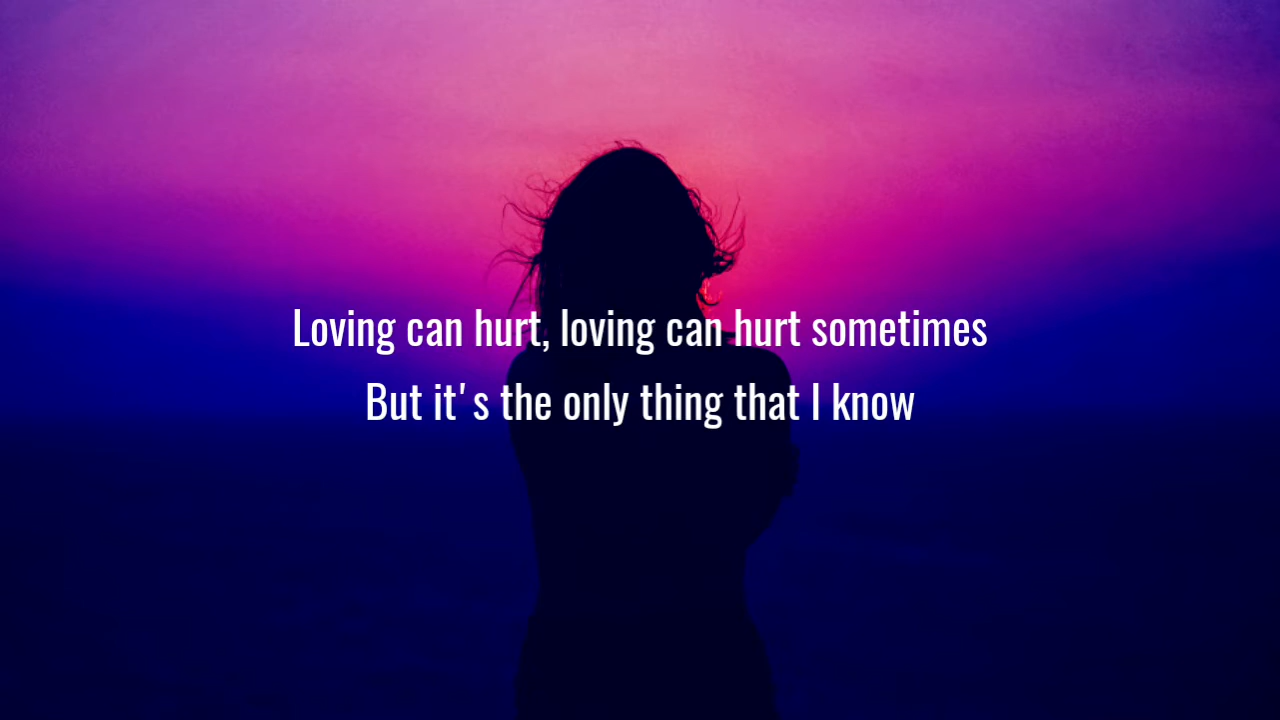 Loving can hurt, loving can hurt sometimes
But it's the only thing that I know